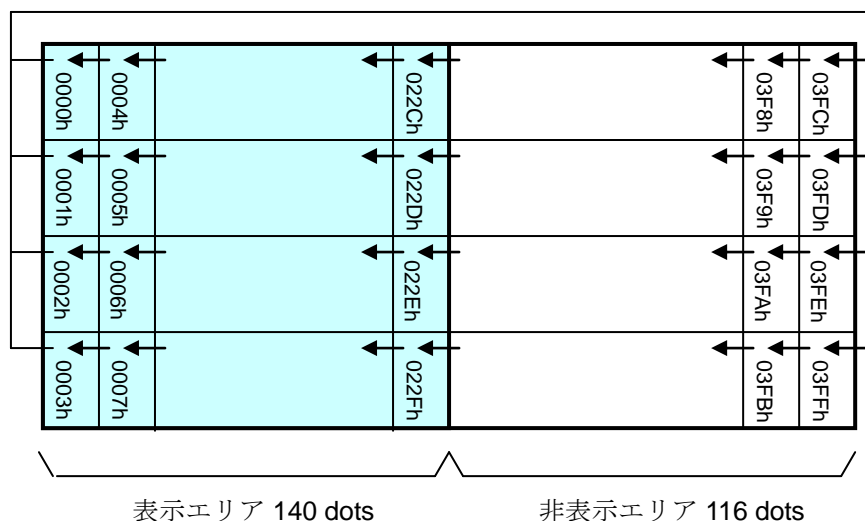 0000h 0004h 022Ch 03F8h 03FCh
0001h 0005h 022Dh 03F9h 03FDh
0002h 0006h 022Eh 03FAh 03FEh
0003h 0007h 022Fh 03FBh 03FFh
表示エリア 140 dots 非表示エリア 116 dots